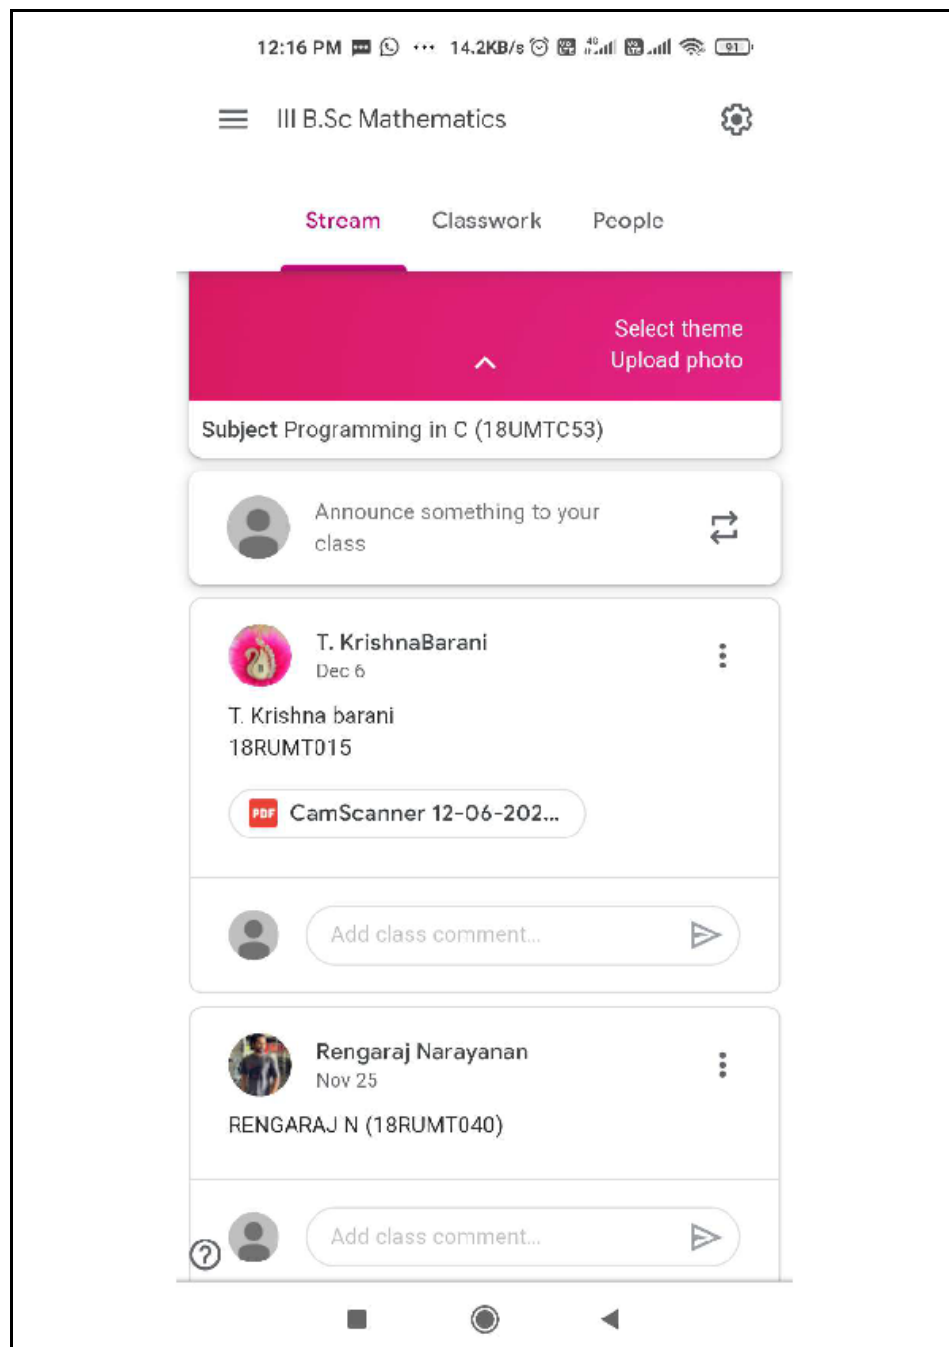 12:16 PM ··· 14.2KB/s 4G 91
III B.Sc Mathematics
Stream Classwork People
Select theme
Upload photo
Subject Programming in C (18UMTC53)
Announce something to your
class
T. KrishnaBarani
Dec 6
T. Krishna barani
18RUMT015
PDF CamScanner 12-06-202...
Add class comment...
Rengaraj Narayanan
Nov 25
RENGARAJ N (18RUMT040)
Add class comment...